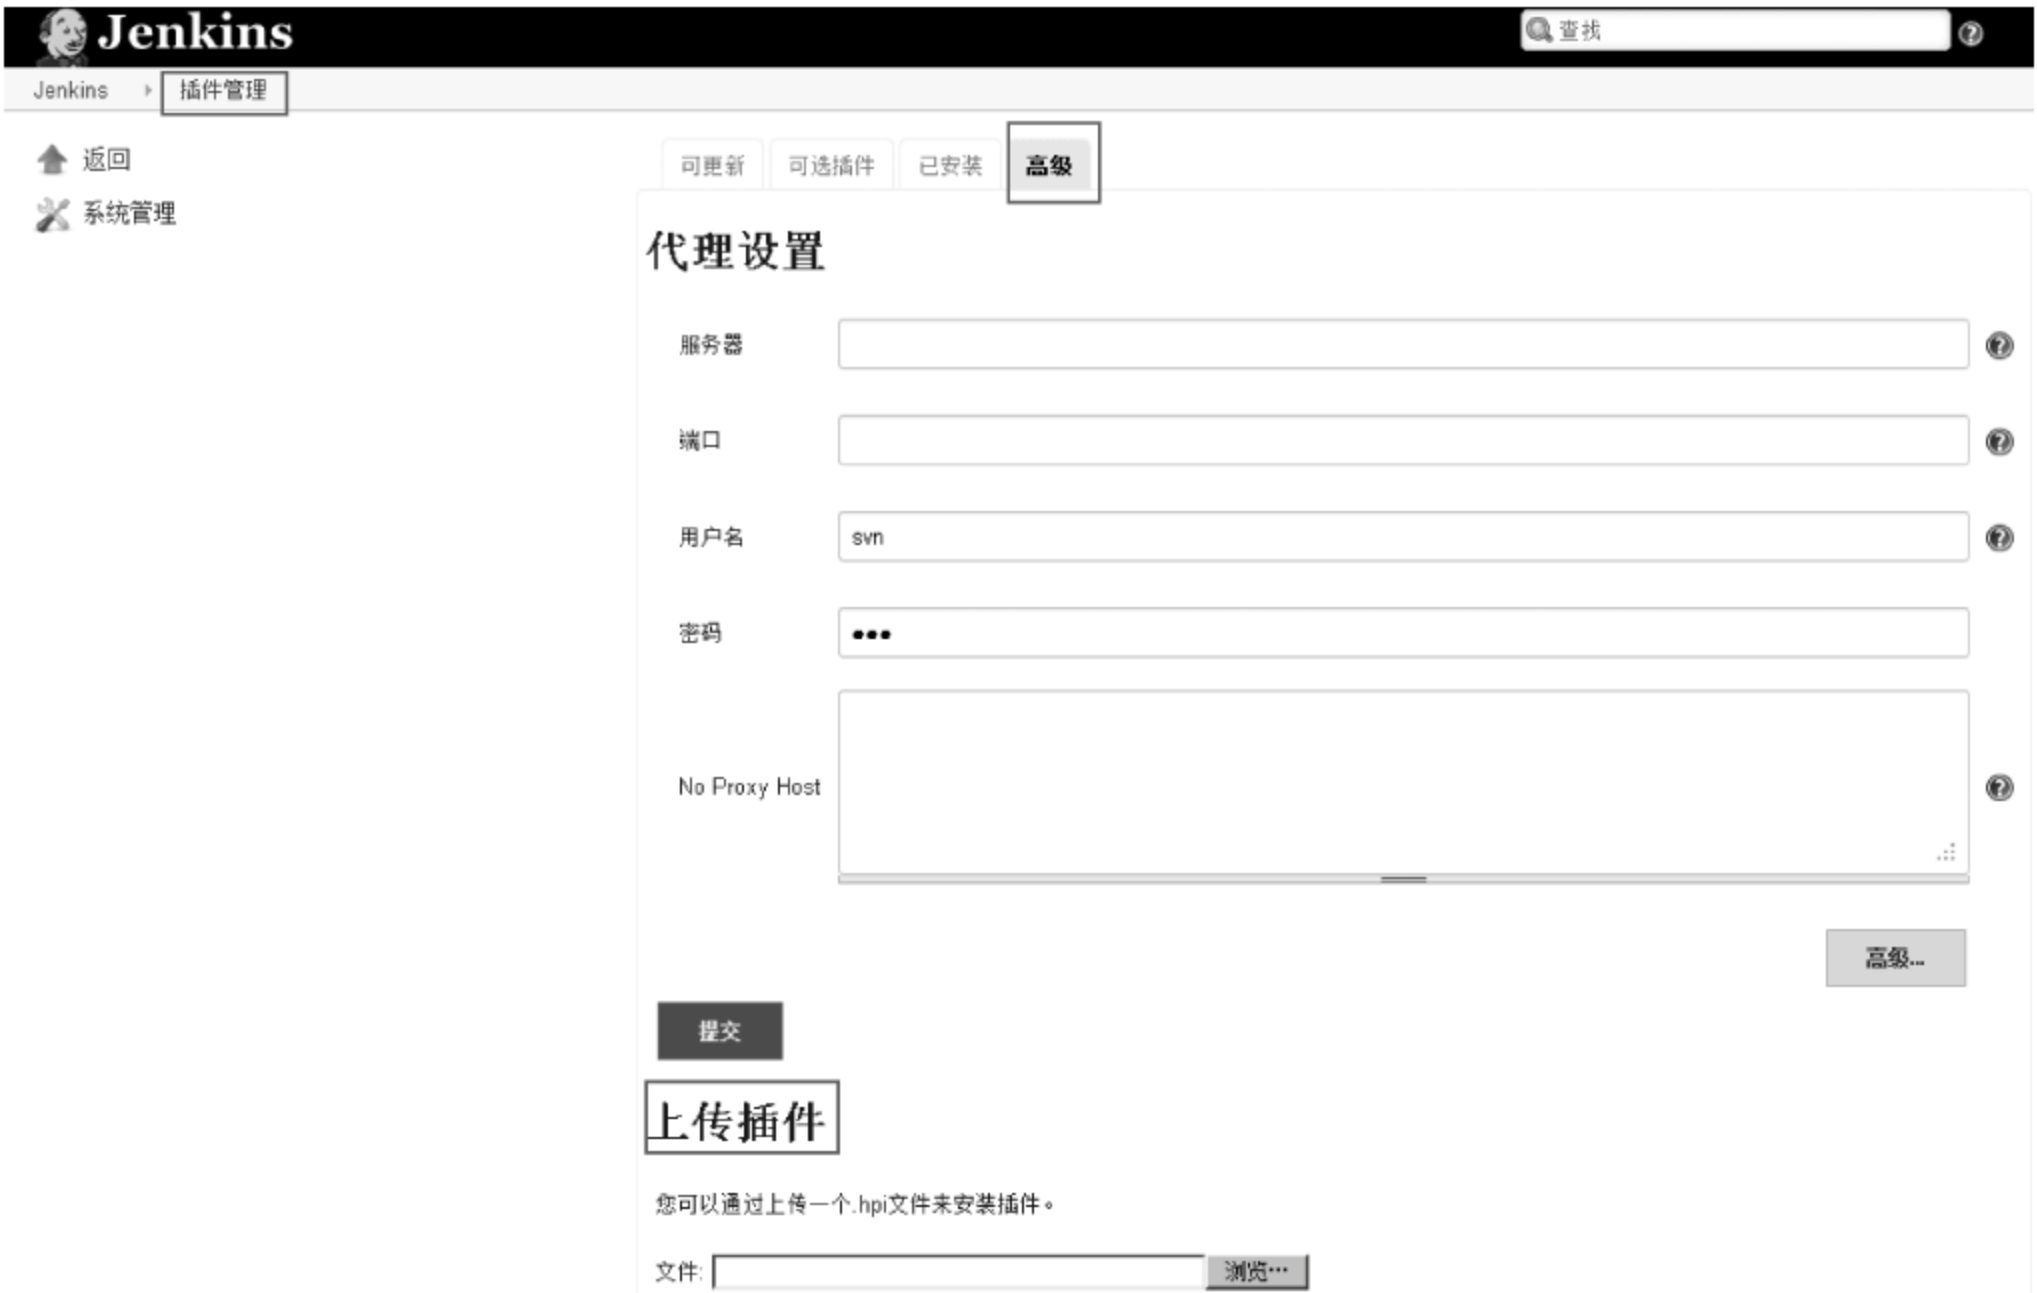 Jenkins
查找
Jenkins 插件管理
返回
系统管理
可更新 可选插件 已安装 高级
代理设置
服务器
端口
用户名 svn
密码
No Proxy Host
高级...
提交
上传插件
您可以通过上传一个.hpi文件来安装插件。
文件: 浏览…